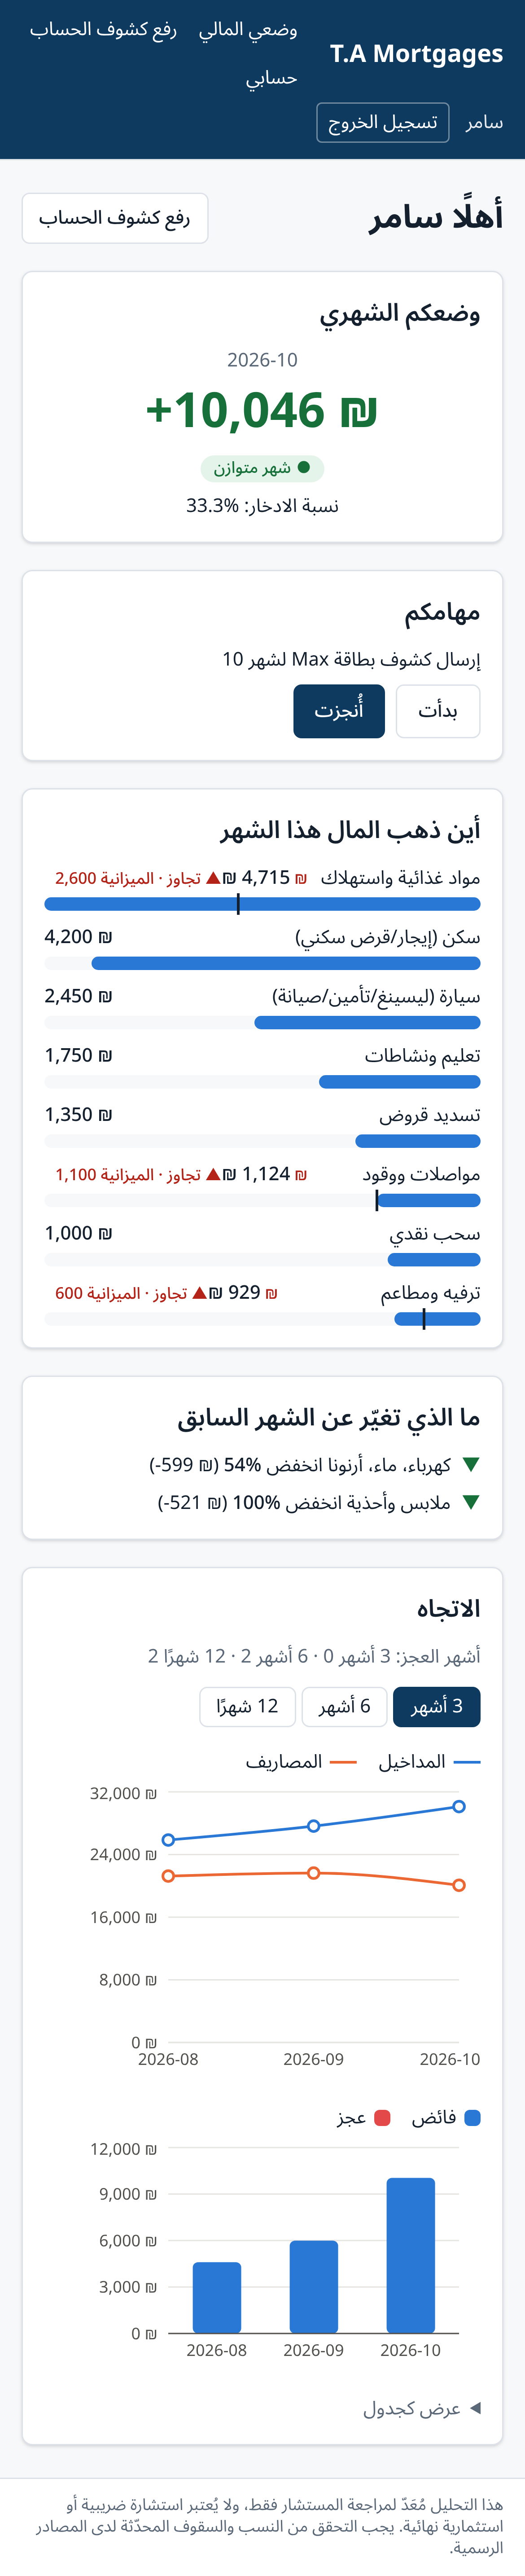 T.A Mortgages
وضعي المالي
رفع كشوف الحساب
حسابي
سامر
تسجيل الخروج
أهلًا سامر
رفع كشوف الحساب
وضعكم الشهري
2026-10
+10,046 ₪
● شهر متوازن
نسبة الادخار: 33.3%
مهامكم
إرسال كشوف بطاقة Max لشهر 10
بدأت
أُنجزت
أين ذهب المال هذا الشهر
مواد غذائية واستهلاك
4,715 ₪ ▲ تجاوز · الميزانية 2,600 ₪
سكن (إيجار/قرض سكني)
4,200 ₪
سيارة (ليسينغ/تأمين/صيانة)
2,450 ₪
تعليم ونشاطات
1,750 ₪
تسديد قروض
1,350 ₪
مواصلات ووقود
1,124 ₪ ▲ تجاوز · الميزانية 1,100 ₪
سحب نقدي
1,000 ₪
ترفيه ومطاعم
929 ₪ ▲ تجاوز · الميزانية 600 ₪
ما الذي تغيّر عن الشهر السابق
▼ كهرباء، ماء، أرنونا انخفض 54% (-599 ₪)
▼ ملابس وأحذية انخفض 100% (-521 ₪)
الاتجاه
أشهر العجز: 3 أشهر 0 · 6 أشهر 2 · 12 شهرًا 2
3 أشهر
6 أشهر
12 شهرًا
المداخيل
المصاريف
32,000 ₪
24,000 ₪
16,000 ₪
8,000 ₪
0 ₪
2026-08
2026-09
2026-10
فائض
عجز
12,000 ₪
9,000 ₪
6,000 ₪
3,000 ₪
0 ₪
2026-08
2026-09
2026-10
◀ عرض كجدول
هذا التحليل مُعَدّ لمراجعة المستشار فقط، ولا يُعتبر استشارة ضريبية أو
استثمارية نهائية. يجب التحقق من النسب والسقوف المحدّثة لدى المصادر
الرسمية.